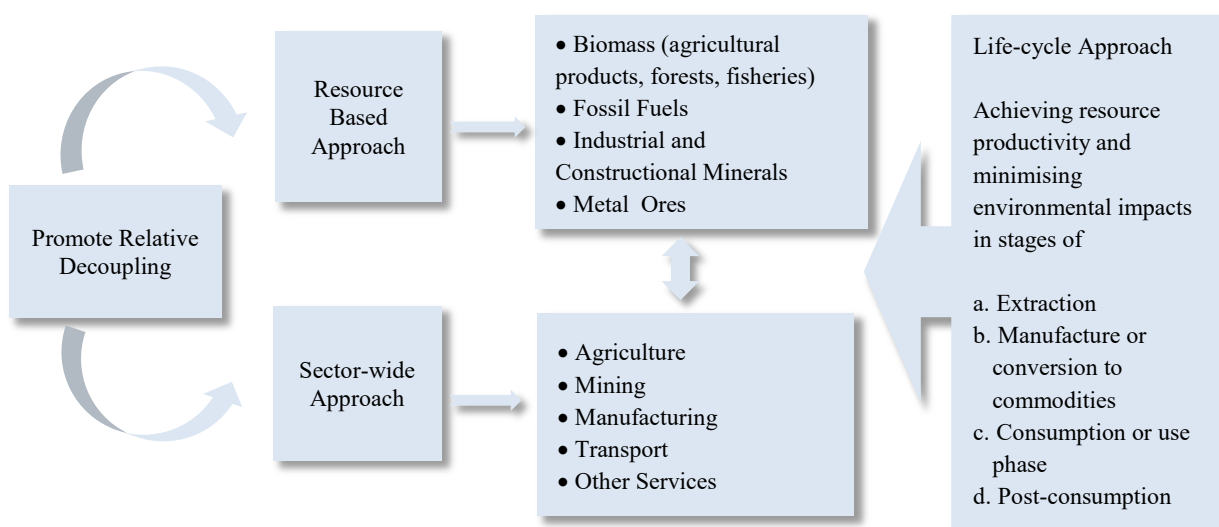 Promote Relative
Decoupling
Resource
Based
Approach
• Biomass (agricultural
products, forests, fisheries)
• Fossil Fuels
• Industrial and
Constructional Minerals
• Metal Ores
Sector-wide
Approach
• Agriculture
• Mining
• Manufacturing
• Transport
• Other Services
Life-cycle Approach
Achieving resource
productivity and
minimising
environmental impacts
in stages of
a. Extraction
b. Manufacture or
conversion to
commodities
c. Consumption or use
phase
d. Post-consumption